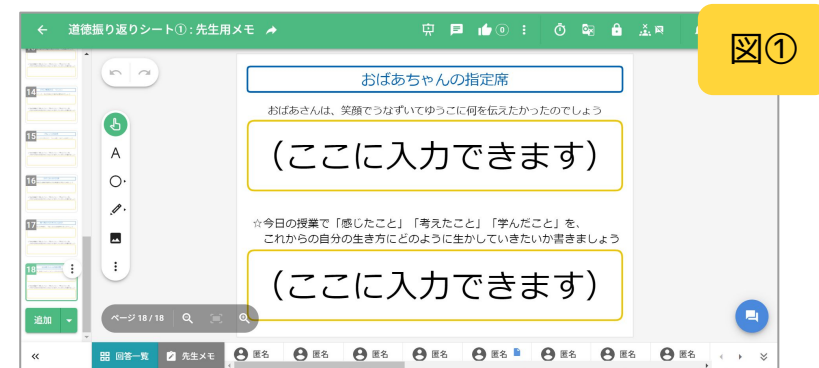 道徳振り返りシート①:先生用メモ
0
図①
おばあちゃんの指定席
おばあさんは、笑顔でうなずいてゆうこに何を伝えたかったのでしょう
(ここに入力できます)
☆今日の授業で「感じたこと」「考えたこと」「学んだこと」を、
これからの自分の生き方にどのように生かしていきたいか書きましょう
(ここに入力できます)
14
15
16
17
18
A
追加
ページ 18 / 18
回答一覧
先生メモ
匿名
匿名
匿名
匿名
匿名
匿名
匿名
匿名